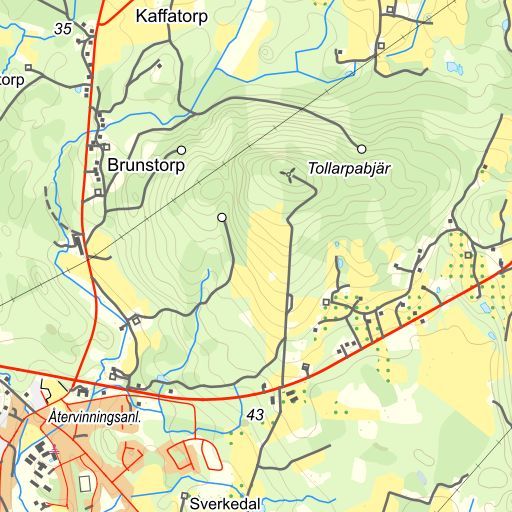 Kaffatorp
35
torp
Brunstorp
Tollarpabjär
Återvinningsanl.
43
Sverkedal